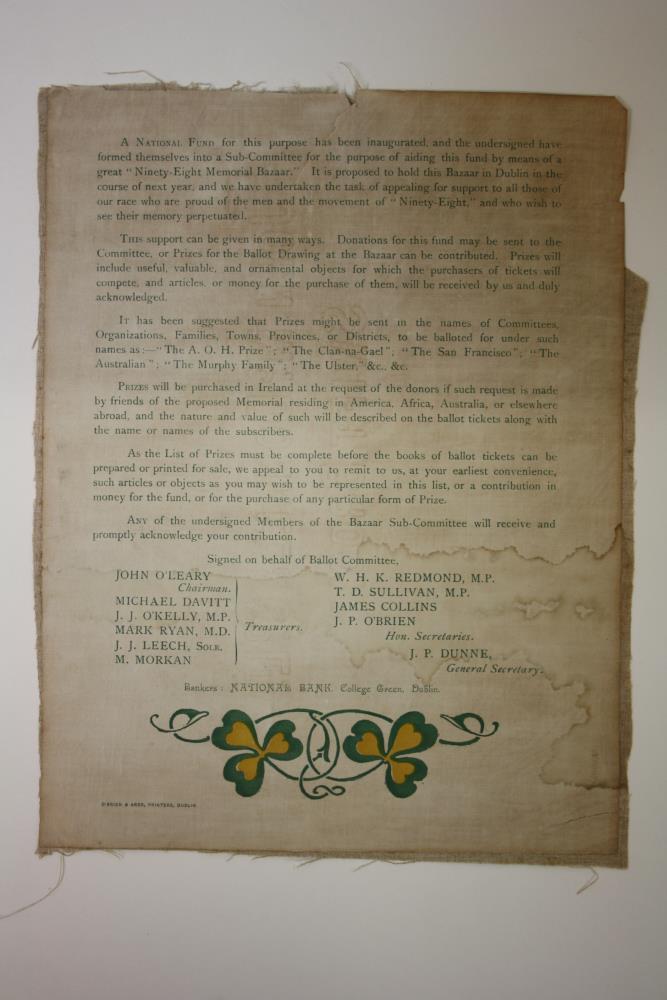 A NATIONAL FUND for this purpose has been inaugurated, and the undersigned have
formed themselves into a Sub-Committee for the purpose of aiding this fund by means of a
great "Ninety-Eight Memorial Bazaar." It is proposed to hold this Bazaar in Dublin in the
course of next year, and we have undertaken the task of appealing for support to all those of
our race who are proud of the men and the movement of "Ninety-Eight," and who wish to
see their memory perpetuated.
THIS support can be given in many ways. Donations for this fund may be sent to the
Committee, or Prizes for the Ballot Drawing at the Bazaar can be contributed. Prizes will
include useful, valuable, and ornamental objects for which the purchasers of tickets will
compete, and articles, or money for the purchase of them, will be received by us and duly
acknowledged.
IT has been suggested that Prizes might be sent in the names of Committees,
Organizations, Families, Towns, Provinces, or Districts, to be balloted for under such
names as:—"The A. O. H. Prize"; "The Clan-na-Gael"; "The San Francisco"; "The
Australian"; "The Murphy Family"; "The Ulster," &c., &c.
PRIZES will be purchased in Ireland at the request of the donors if such request is made
by friends of the proposed Memorial residing in America, Africa, Australia, or elsewhere
abroad, and the nature and value of such will be described on the ballot tickets along with
the name or names of the subscribers.
As the List of Prizes must be complete before the books of ballot tickets can be
prepared or printed for sale, we appeal to you to remit to us, at your earliest convenience,
such articles or objects as you may wish to be represented in this list, or a contribution in
money for the fund, or for the purchase of any particular form of Prize.
ANY of the undersigned Members of the Bazaar Sub-Committee will receive and
promptly acknowledge your contribution.
Signed on behalf of Ballot Committee,
JOHN O'LEARY
Chairman.
MICHAEL DAVITT
J. J. O'KELLY, M.P.
MARK RYAN, M.D.
J. J. LEECH, SOLR.
M. MORKAN
Treasurers.
W. H. K. REDMOND, M.P.
T. D. SULLIVAN, M.P.
JAMES COLLINS
J. P. O'BRIEN
Hon. Secretaries.
J. P. DUNNE,
General Secretary.
Bankers: NATIONAL BANK, College Green, Dublin.
O'BRIEN & ARDS, PRINTERS, DUBLIN